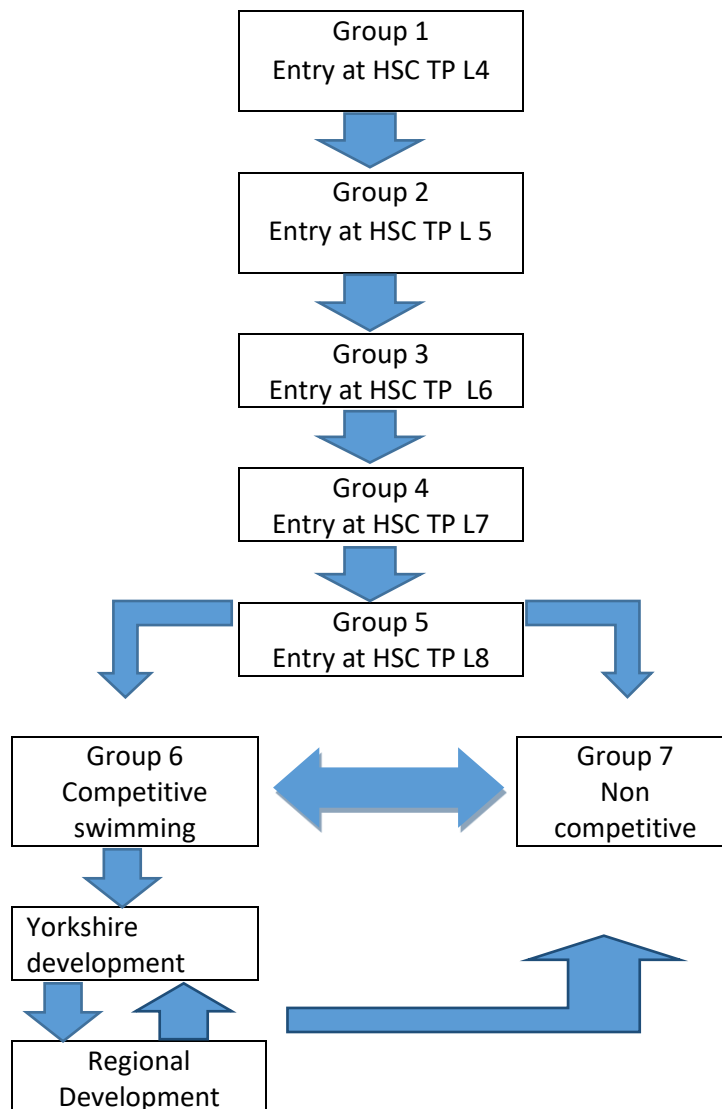 Group 1
Entry at HSC TP L4
Group 2
Entry at HSC TP L 5
Group 3
Entry at HSC TP  L6
Group 4
Entry at HSC TP L7
Group 5
Entry at HSC TP L8
Group 6
Competitive
swimming
Group 7
Non
competitive
Yorkshire
development
Regional
Development